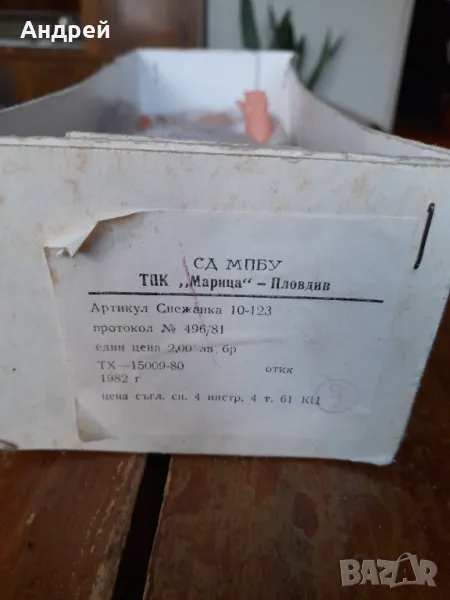 Андрей
СД МПБУ
ТПК „Марица“ – Пловдив
Артикул Снежанка 10-123
протокол № 496/81
един цена 2,00 лв. бр
ТХ—15009-80 откк
1982 г
цена съгл. сп. 4 инстр. 4 т. 61 КЦ
BAZAR